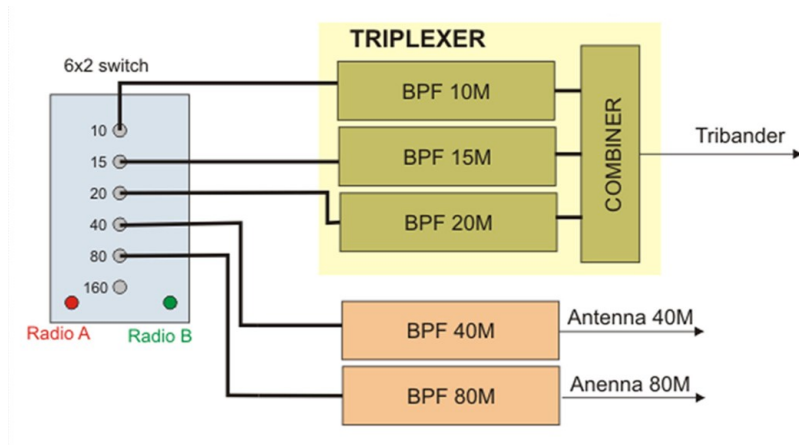 TRIPLEXER
6x2 switch
BPF 10M
10
15
BPF 15M
COMBINER
Tribander
20
BPF 20M
40
80
160
Radio A
Radio B
BPF 40M
Antenna 40M
BPF 80M
Anenna 80M